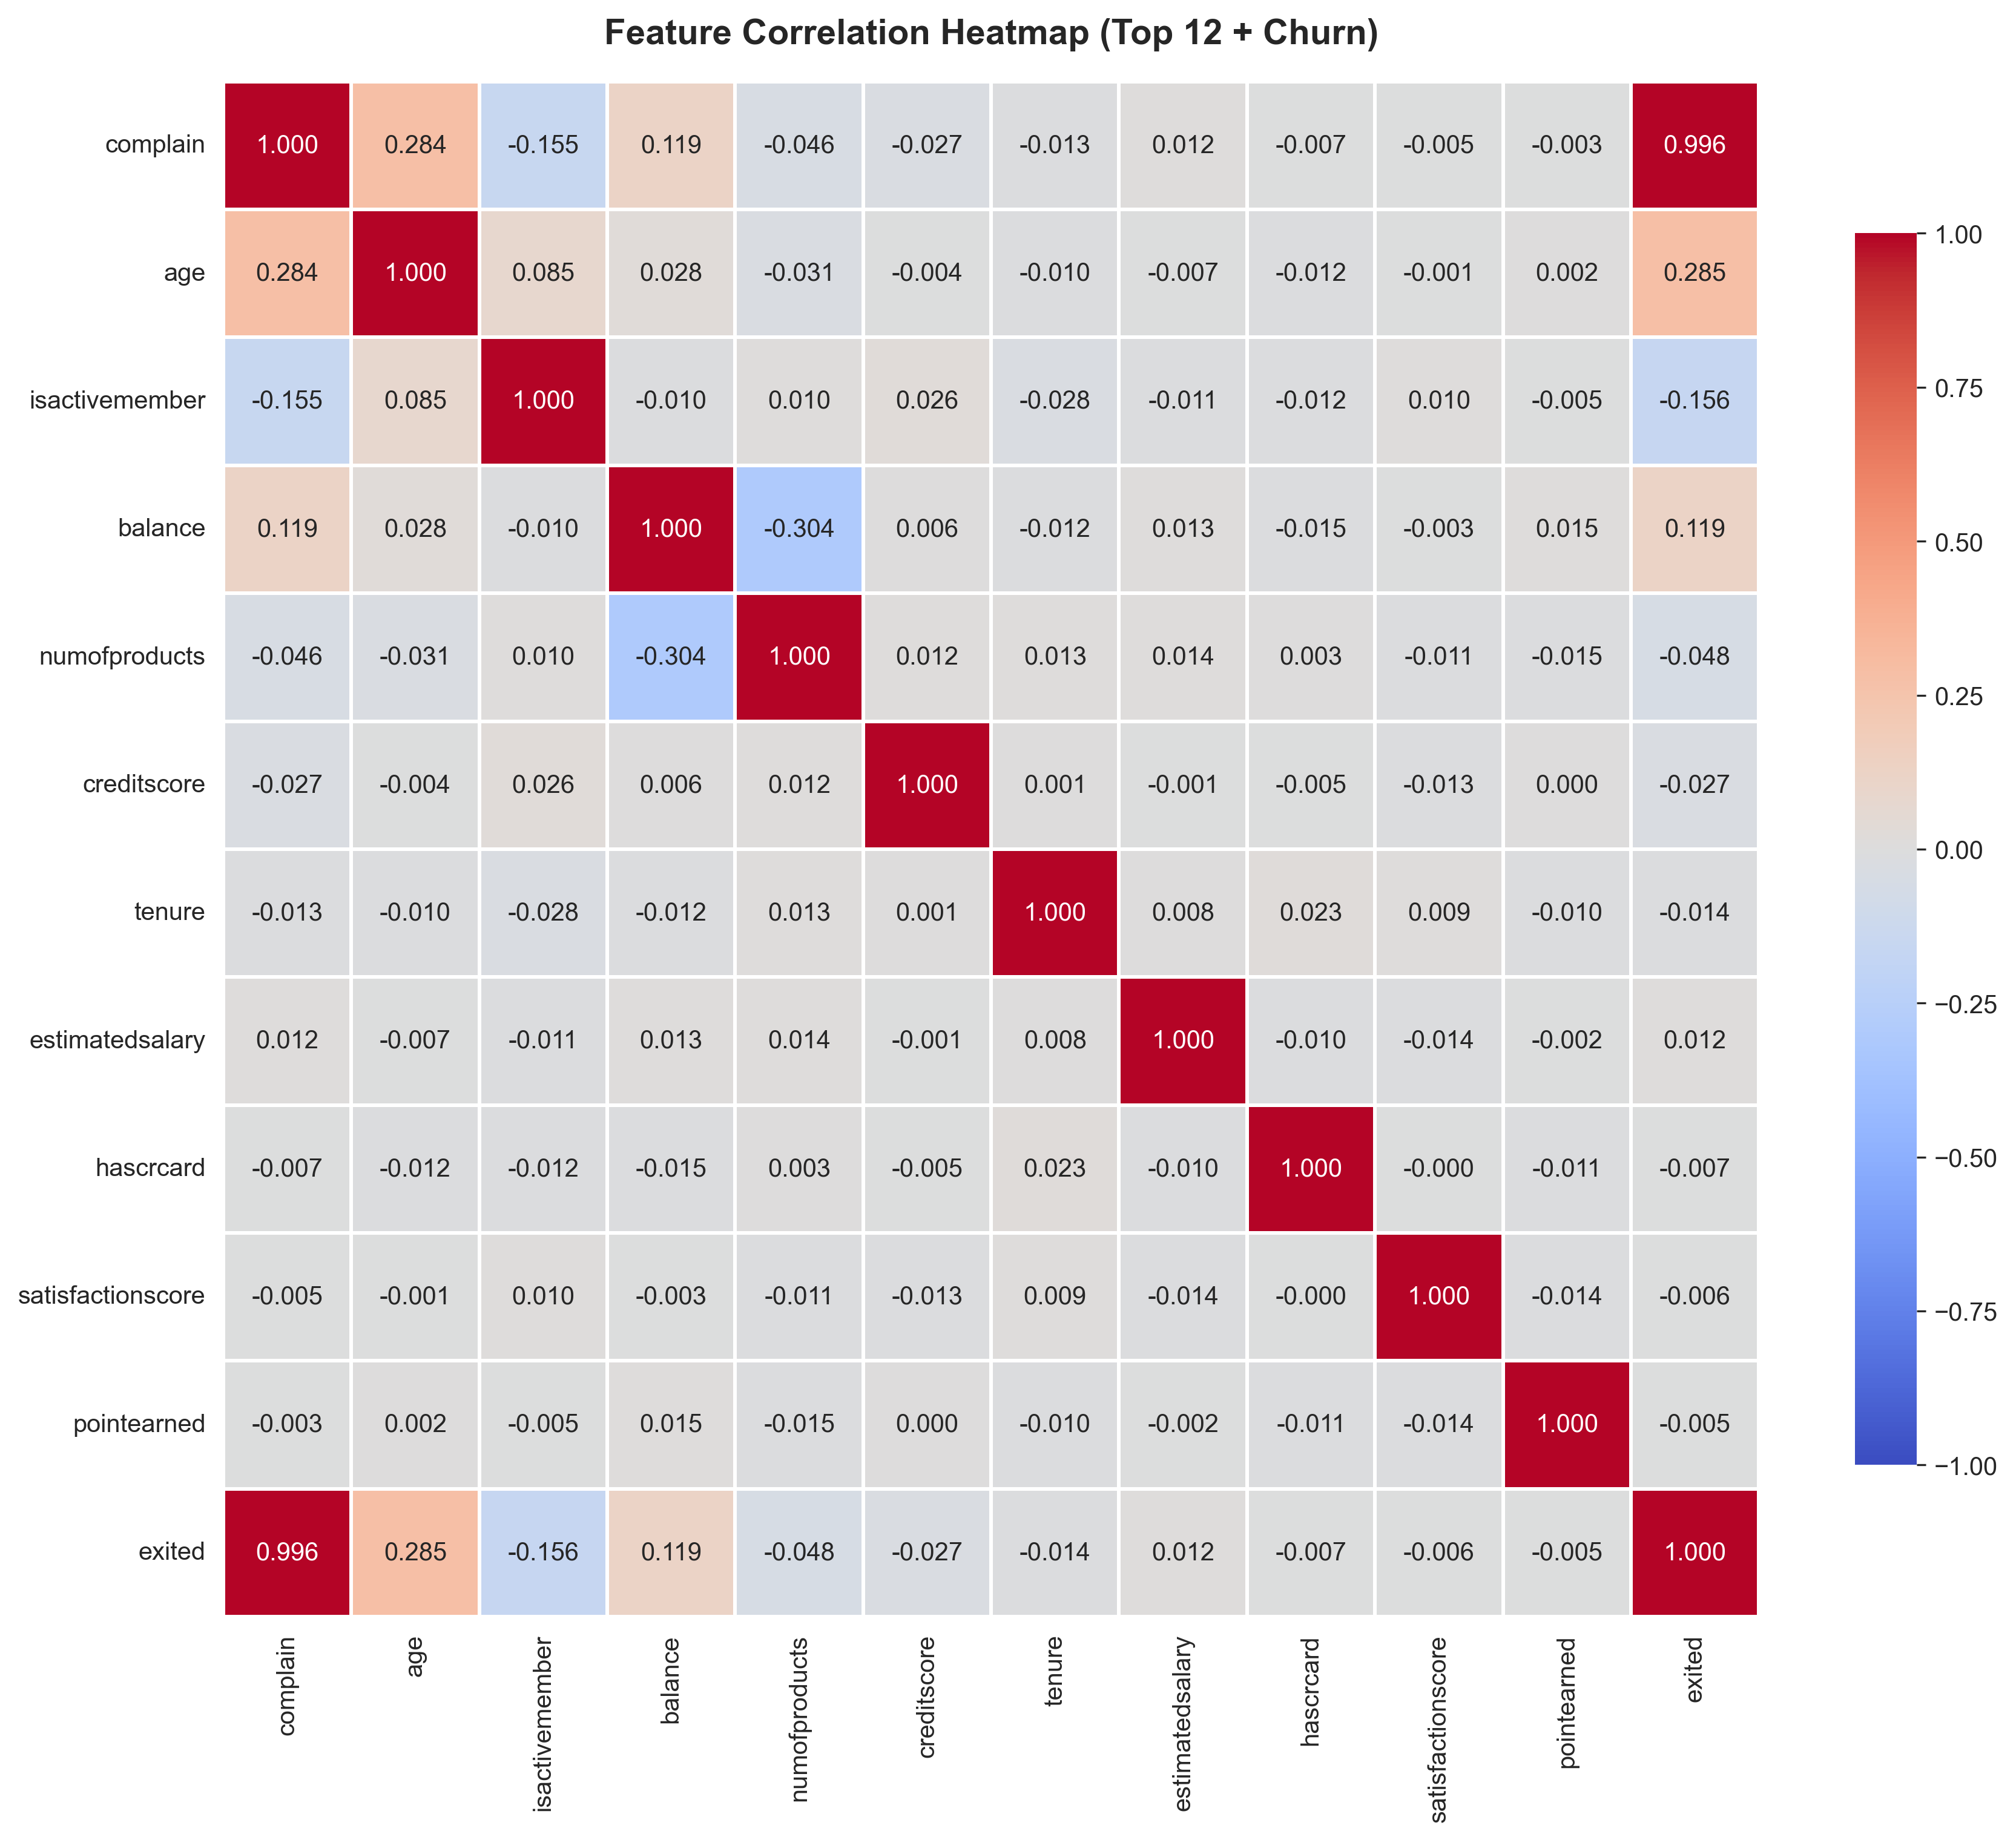 Feature Correlation Heatmap (Top 12 + Churn)
complain 1.000 0.284 -0.155 0.119 -0.046 -0.027 -0.013 0.012 -0.007 -0.005 -0.003 0.996
age 0.284 1.000 0.085 0.028 -0.031 -0.004 -0.010 -0.007 -0.012 -0.001 0.002 0.285
isactivemember -0.155 0.085 1.000 -0.010 0.010 0.026 -0.028 -0.011 -0.012 0.010 -0.005 -0.156
balance 0.119 0.028 -0.010 1.000 -0.304 0.006 -0.012 0.013 -0.015 -0.003 0.015 0.119
numofproducts -0.046 -0.031 0.010 -0.304 1.000 0.012 0.013 0.014 0.003 -0.011 -0.015 -0.048
creditscore -0.027 -0.004 0.026 0.006 0.012 1.000 0.001 -0.001 -0.005 -0.013 0.000 -0.027
tenure -0.013 -0.010 -0.028 -0.012 0.013 0.001 1.000 0.008 0.023 0.009 -0.010 -0.014
estimatedsalary 0.012 -0.007 -0.011 0.013 0.014 -0.001 0.008 1.000 -0.010 -0.014 -0.002 0.012
hascrcard -0.007 -0.012 -0.012 -0.015 0.003 -0.005 0.023 -0.010 1.000 -0.000 -0.011 -0.007
satisfactionscore -0.005 -0.001 0.010 -0.003 -0.011 -0.013 0.009 -0.014 -0.000 1.000 -0.014 -0.006
pointearned -0.003 0.002 -0.005 0.015 -0.015 0.000 -0.010 -0.002 -0.011 -0.014 1.000 -0.005
exited 0.996 0.285 -0.156 0.119 -0.048 -0.027 -0.014 0.012 -0.007 -0.006 -0.005 1.000
complain
age
isactivemember
balance
numofproducts
creditscore
tenure
estimatedsalary
hascrcard
satisfactionscore
pointearned
exited
1.00
0.75
0.50
0.25
0.00
−0.25
−0.50
−0.75
−1.00